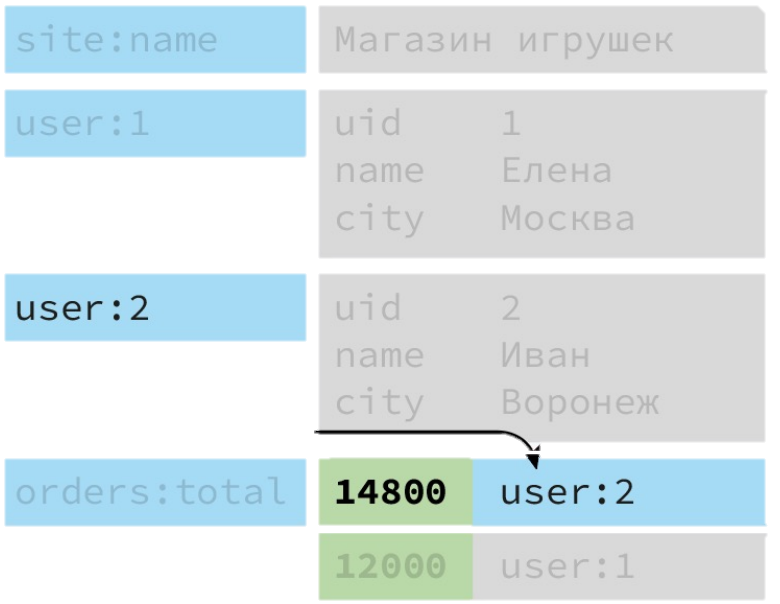 site:name Магазин игрушек
user:1 uid 1
name Елена
city Москва
user:2 uid 2
name Иван
city Воронеж
orders:total 14800 user:2
12000 user:1